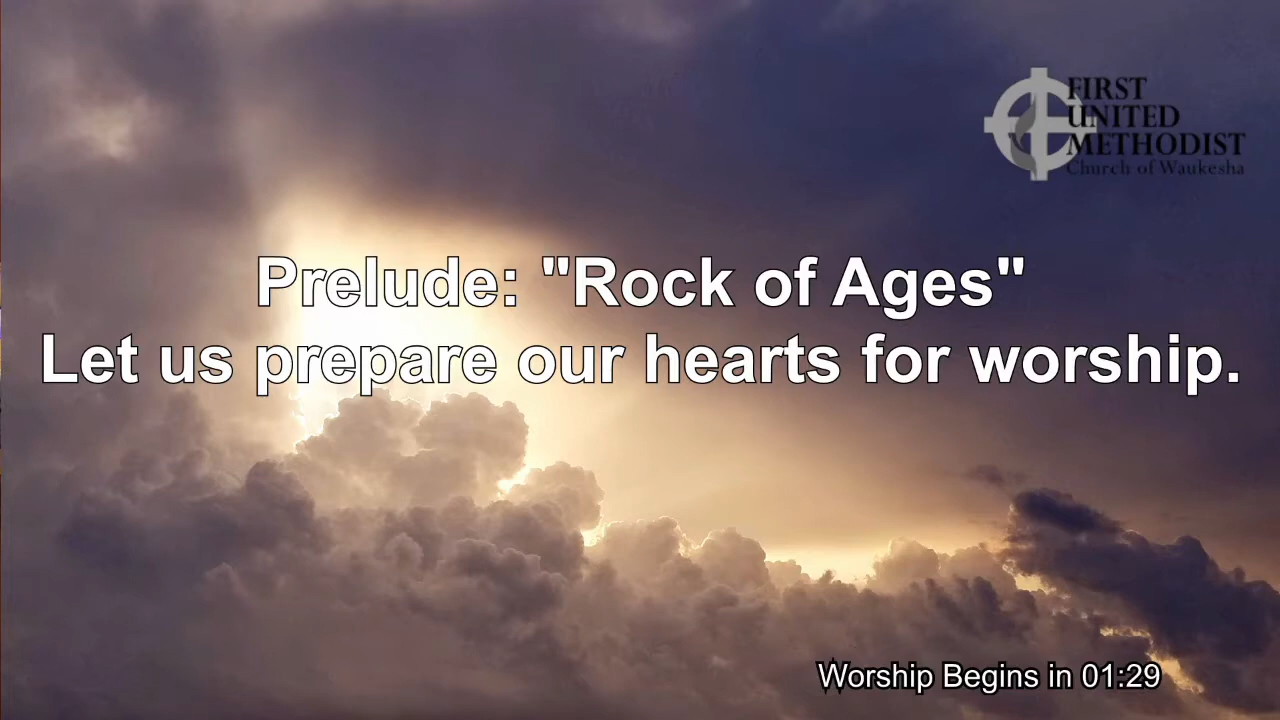 FIRST
UNITED
METHODIST
Church of Waukesha
Prelude: "Rock of Ages"
Let us prepare our hearts for worship.
Worship Begins in 01:29